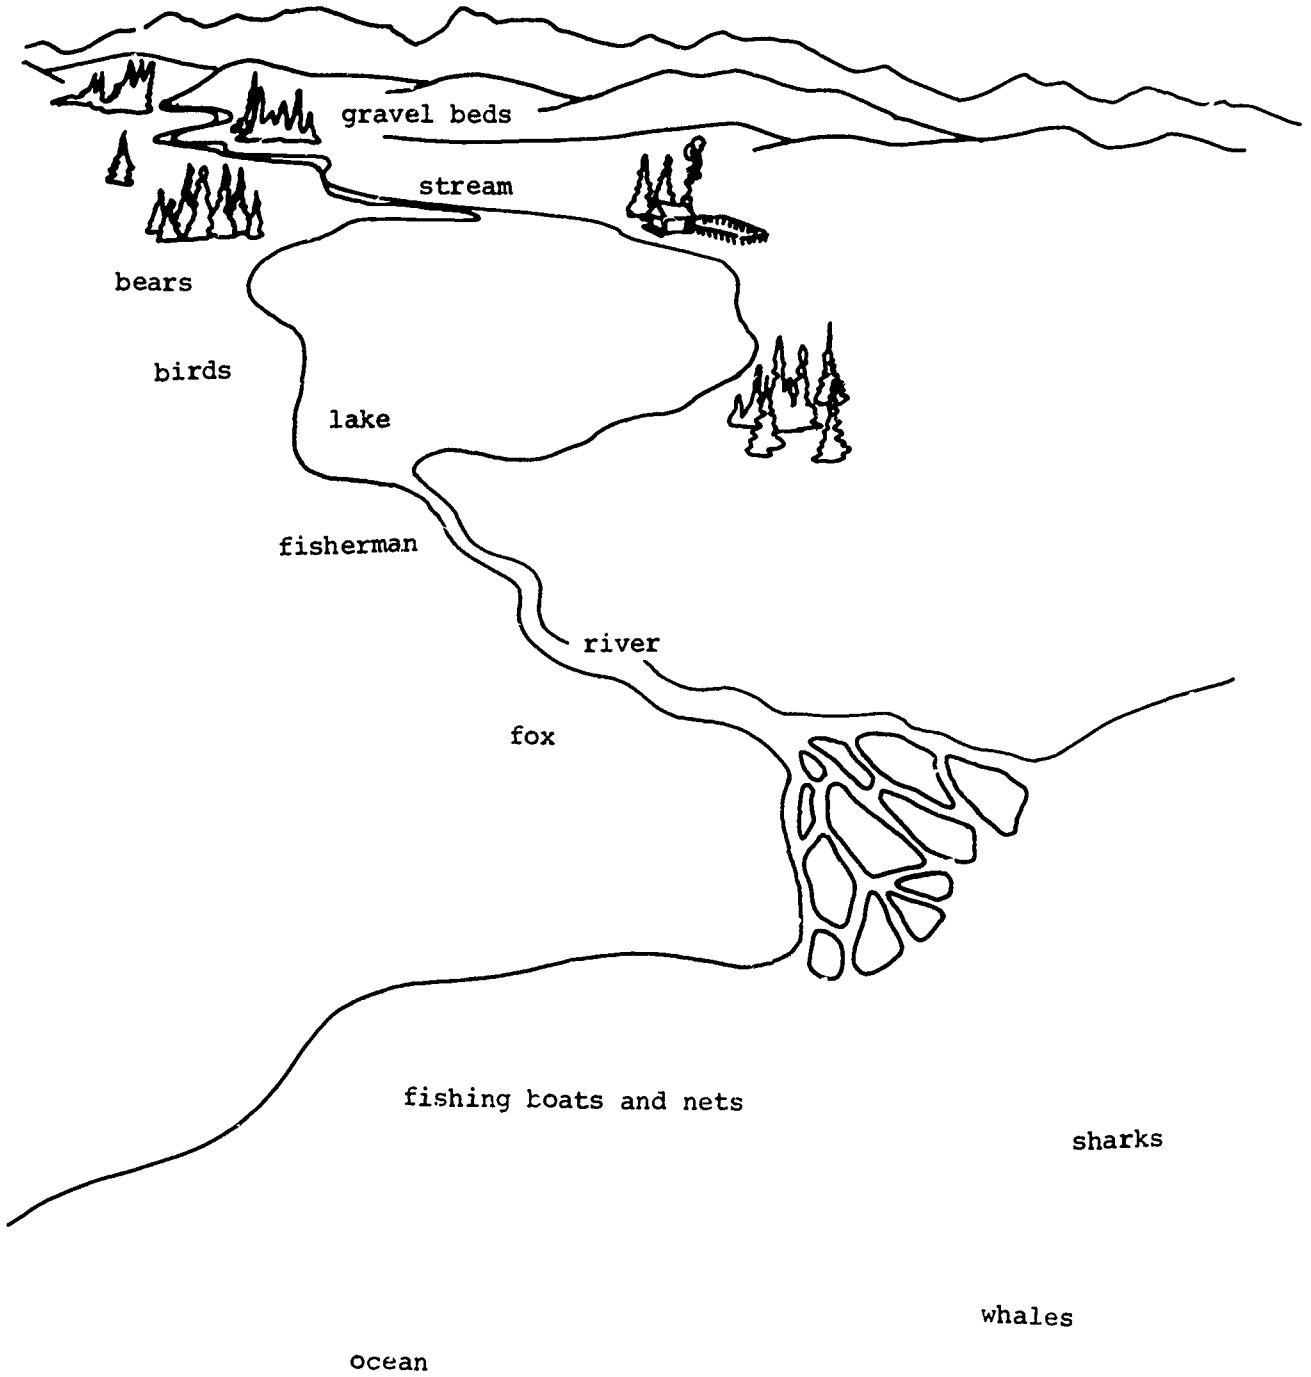 gravel beds
stream
bears
birds
lake
fisherman
river
fox
fishing boats and nets
sharks
whales
ocean